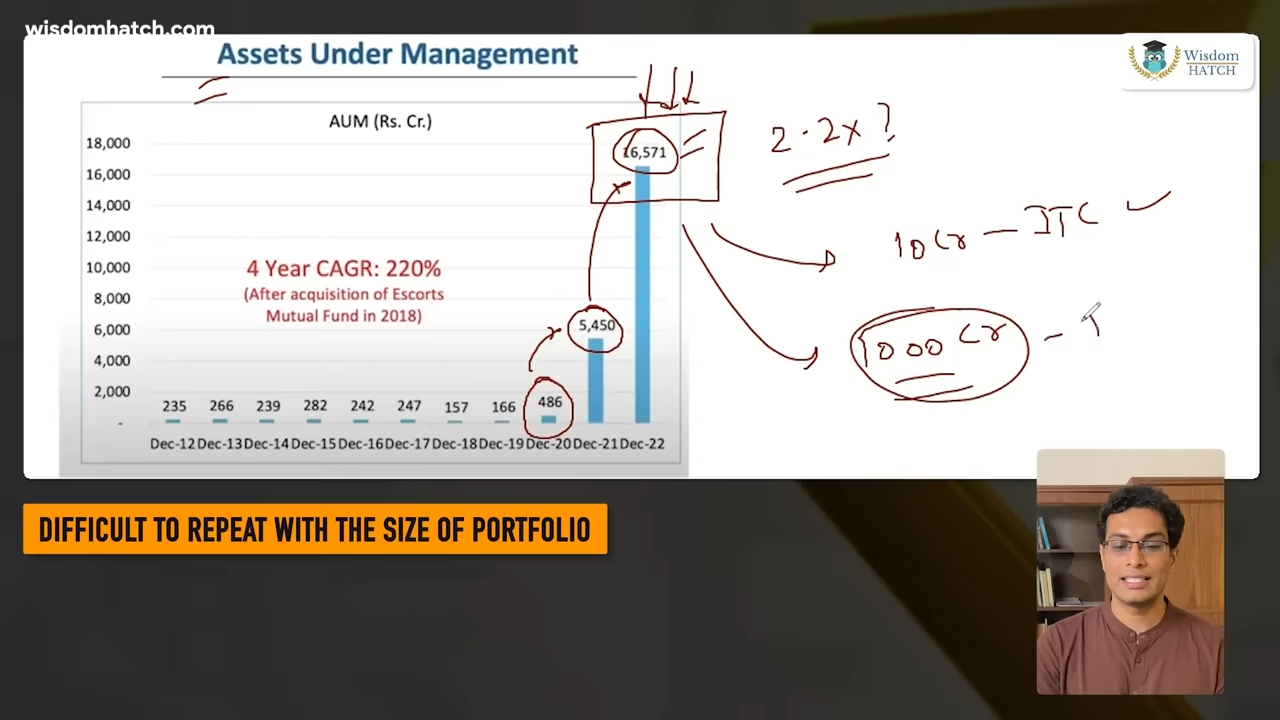 wisdomhatch.com
Assets Under Management
Wisdom
HATCH
AUM (Rs. Cr.)
18,000
16,000
14,000
12,000
10,000
8,000
6,000
4,000
2,000
-
4 Year CAGR: 220%
(After acquisition of Escorts
Mutual Fund in 2018)
235 266 239 282 242 247 157 166 486 5,450 16,571
Dec-12 Dec-13 Dec-14 Dec-15 Dec-16 Dec-17 Dec-18 Dec-19 Dec-20 Dec-21 Dec-22
2.2x?
10Cr - ITC
1000Cr -
DIFFICULT TO REPEAT WITH THE SIZE OF PORTFOLIO